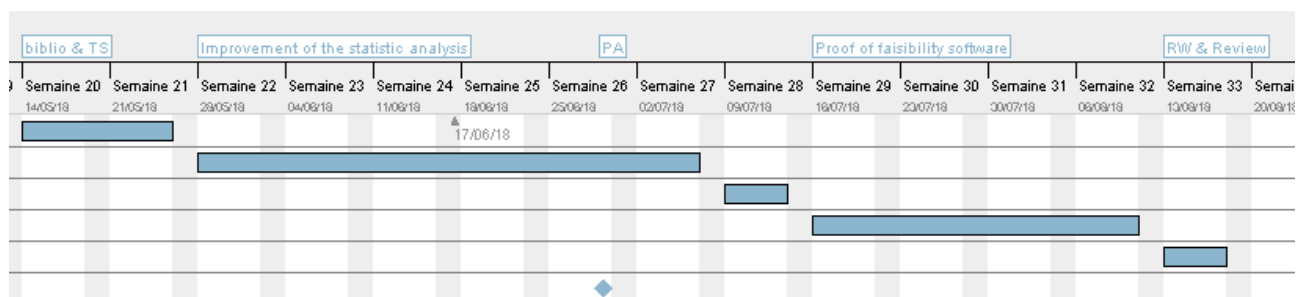 biblio & TS Improvement of the statistic analysis PA Proof of faisibility software RW & Review
9 Semaine 20 Semaine 21 Semaine 22 Semaine 23 Semaine 24 Semaine 25 Semaine 26 Semaine 27 Semaine 28 Semaine 29 Semaine 30 Semaine 31 Semaine 32 Semaine 33 Semai
14/05/18 21/05/18 28/05/18 04/06/18 11/06/18 18/06/18 25/06/18 02/07/18 09/07/18 16/07/18 23/07/18 30/07/18 06/08/18 13/08/18 20/08/18
17/06/18